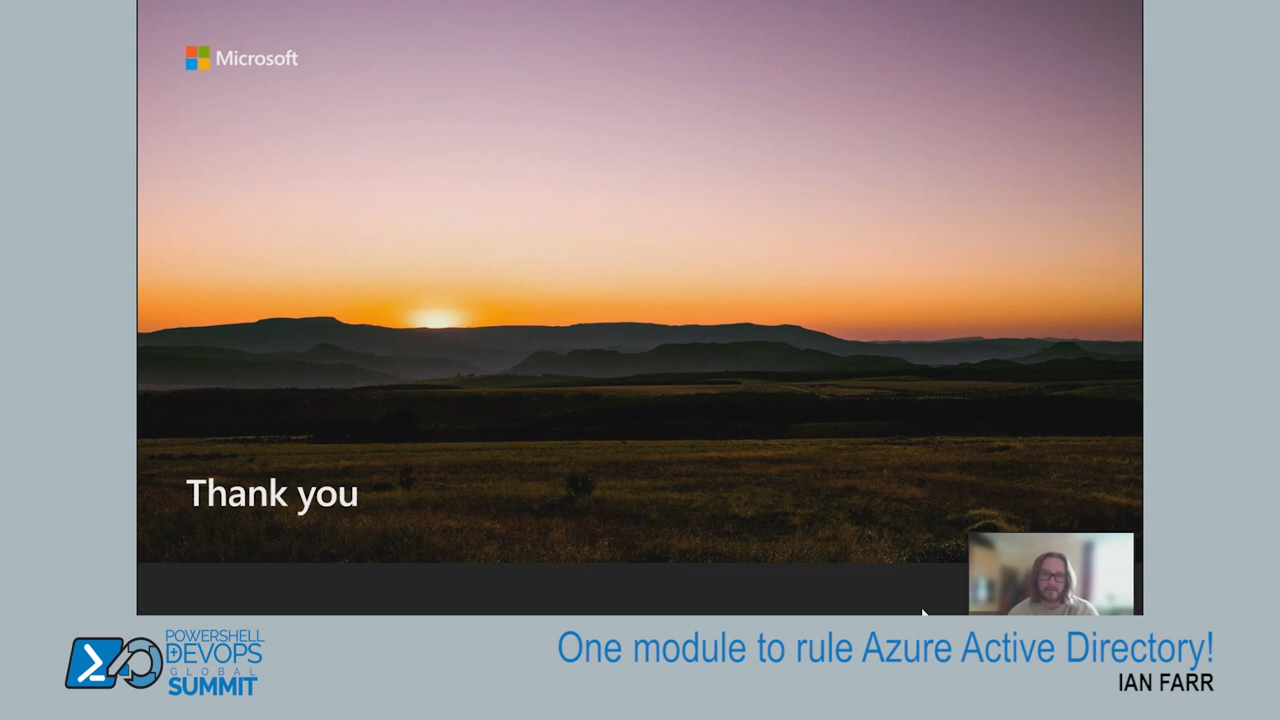 Microsoft
Thank you
POWERSHELL
DEVOPS
GLOBAL
SUMMIT
One module to rule Azure Active Directory!
IAN FARR